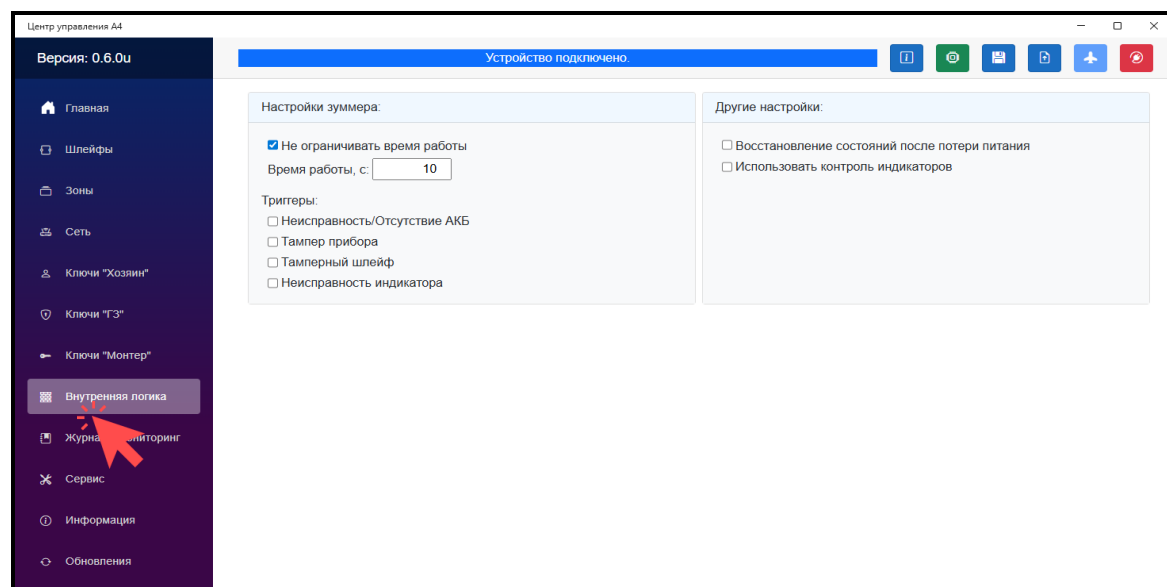 Центр управления А4
Версия: 0.6.0u
Устройство подключено.
Главная
Шлейфы
Зоны
Сеть
Ключи "Хозяин"
Ключи "ГЗ"
Ключи "Монтер"
Внутренняя логика
Сервис
Информация
Обновления
Настройки зуммера:
Не ограничивать время работы
Время работы, с: 10
Триггеры:
Неисправность/Отсутствие АКБ
Тампер прибора
Тамперный шлейф
Неисправность индикатора
Другие настройки:
Восстановление состояний после потери питания
Использовать контроль индикаторов